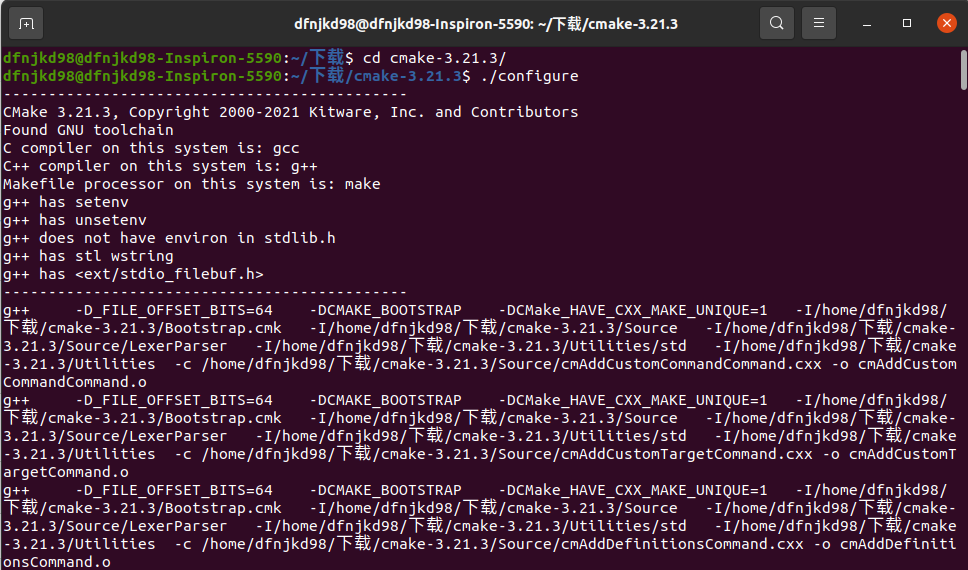 dfnjkd98@dfnjkd98-Inspiron-5590: ~/下载/cmake-3.21.3
dfnjkd98@dfnjkd98-Inspiron-5590:~/下载$ cd cmake-3.21.3/
dfnjkd98@dfnjkd98-Inspiron-5590:~/下载/cmake-3.21.3$ ./configure
---------------------------------------------
CMake 3.21.3, Copyright 2000-2021 Kitware, Inc. and Contributors
Found GNU toolchain
C compiler on this system is: gcc
C++ compiler on this system is: g++
Makefile processor on this system is: make
g++ has setenv
g++ has unsetenv
g++ does not have environ in stdlib.h
g++ has stl wstring
g++ has <ext/stdio_filebuf.h>
---------------------------------------------
g++     -D_FILE_OFFSET_BITS=64    -DCMAKE_BOOTSTRAP    -DCMake_HAVE_CXX_MAKE_UNIQUE=1   -I/home/dfnjkd98/
下载/cmake-3.21.3/Bootstrap.cmk   -I/home/dfnjkd98/下载/cmake-3.21.3/Source   -I/home/dfnjkd98/下载/cmake-
3.21.3/Source/LexerParser   -I/home/dfnjkd98/下载/cmake-3.21.3/Utilities/std   -I/home/dfnjkd98/下载/cmake
-3.21.3/Utilities  -c /home/dfnjkd98/下载/cmake-3.21.3/Source/cmAddCustomCommandCommand.cxx -o cmAddCustom
CommandCommand.o
g++     -D_FILE_OFFSET_BITS=64    -DCMAKE_BOOTSTRAP    -DCMake_HAVE_CXX_MAKE_UNIQUE=1   -I/home/dfnjkd98/
下载/cmake-3.21.3/Bootstrap.cmk   -I/home/dfnjkd98/下载/cmake-3.21.3/Source   -I/home/dfnjkd98/下载/cmake-
3.21.3/Source/LexerParser   -I/home/dfnjkd98/下载/cmake-3.21.3/Utilities/std   -I/home/dfnjkd98/下载/cmake
-3.21.3/Utilities  -c /home/dfnjkd98/下载/cmake-3.21.3/Source/cmAddCustomTargetCommand.cxx -o cmAddCustomT
argetCommand.o
g++     -D_FILE_OFFSET_BITS=64    -DCMAKE_BOOTSTRAP    -DCMake_HAVE_CXX_MAKE_UNIQUE=1   -I/home/dfnjkd98/
下载/cmake-3.21.3/Bootstrap.cmk   -I/home/dfnjkd98/下载/cmake-3.21.3/Source   -I/home/dfnjkd98/下载/cmake-
3.21.3/Source/LexerParser   -I/home/dfnjkd98/下载/cmake-3.21.3/Utilities/std   -I/home/dfnjkd98/下载/cmake
-3.21.3/Utilities  -c /home/dfnjkd98/下载/cmake-3.21.3/Source/cmAddDefinitionsCommand.cxx -o cmAddDefiniti
onsCommand.o